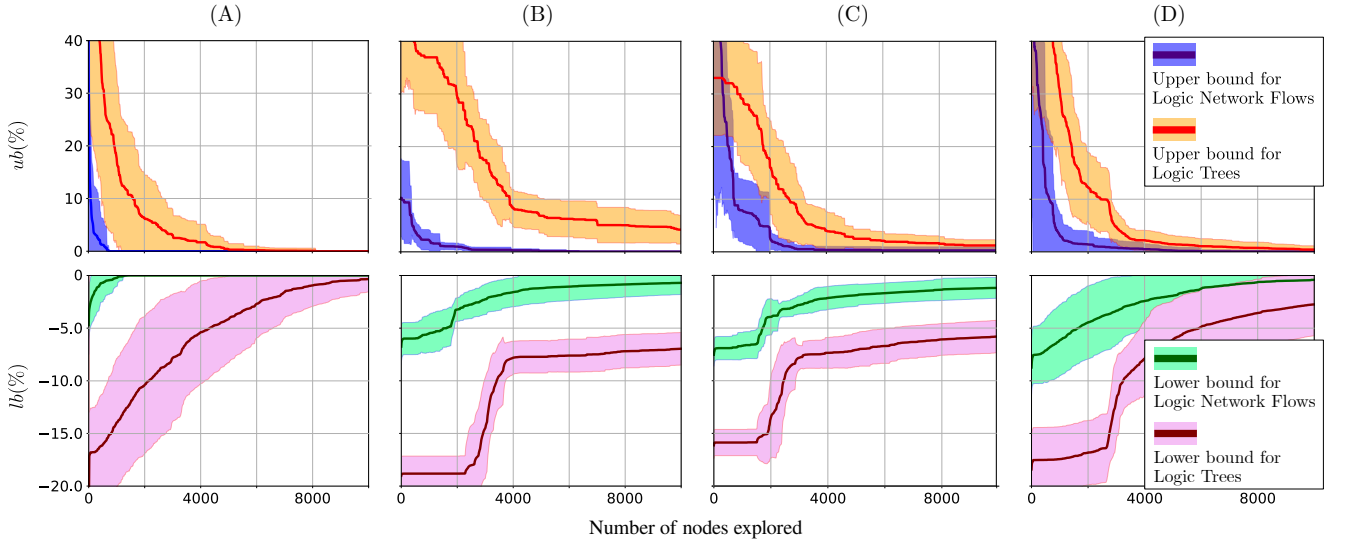 (A) (B) (C) (D)
40
30
20
10
0
ub(%)
Upper bound for
Logic Network Flows
Upper bound for
Logic Trees
0
−5.0
−10.0
−15.0
−20.0
lb(%)
Lower bound for
Logic Network Flows
Lower bound for
Logic Trees
0 4000 8000 0 4000 8000 0 4000 8000 0 4000 8000
Number of nodes explored